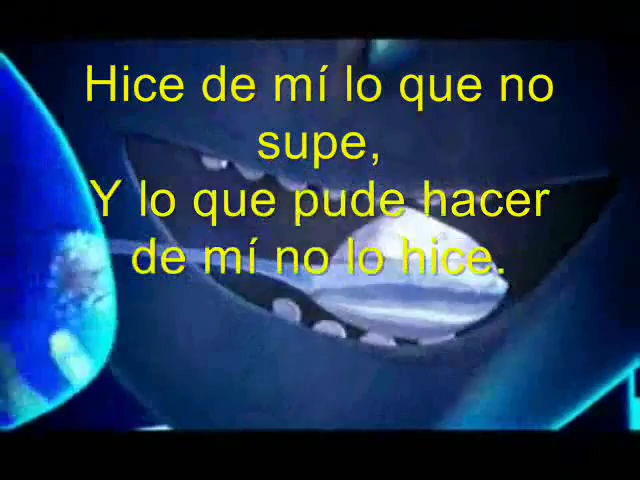 Hice de mí lo que no
supe,
Y lo que pude hacer
de mí no lo hice.